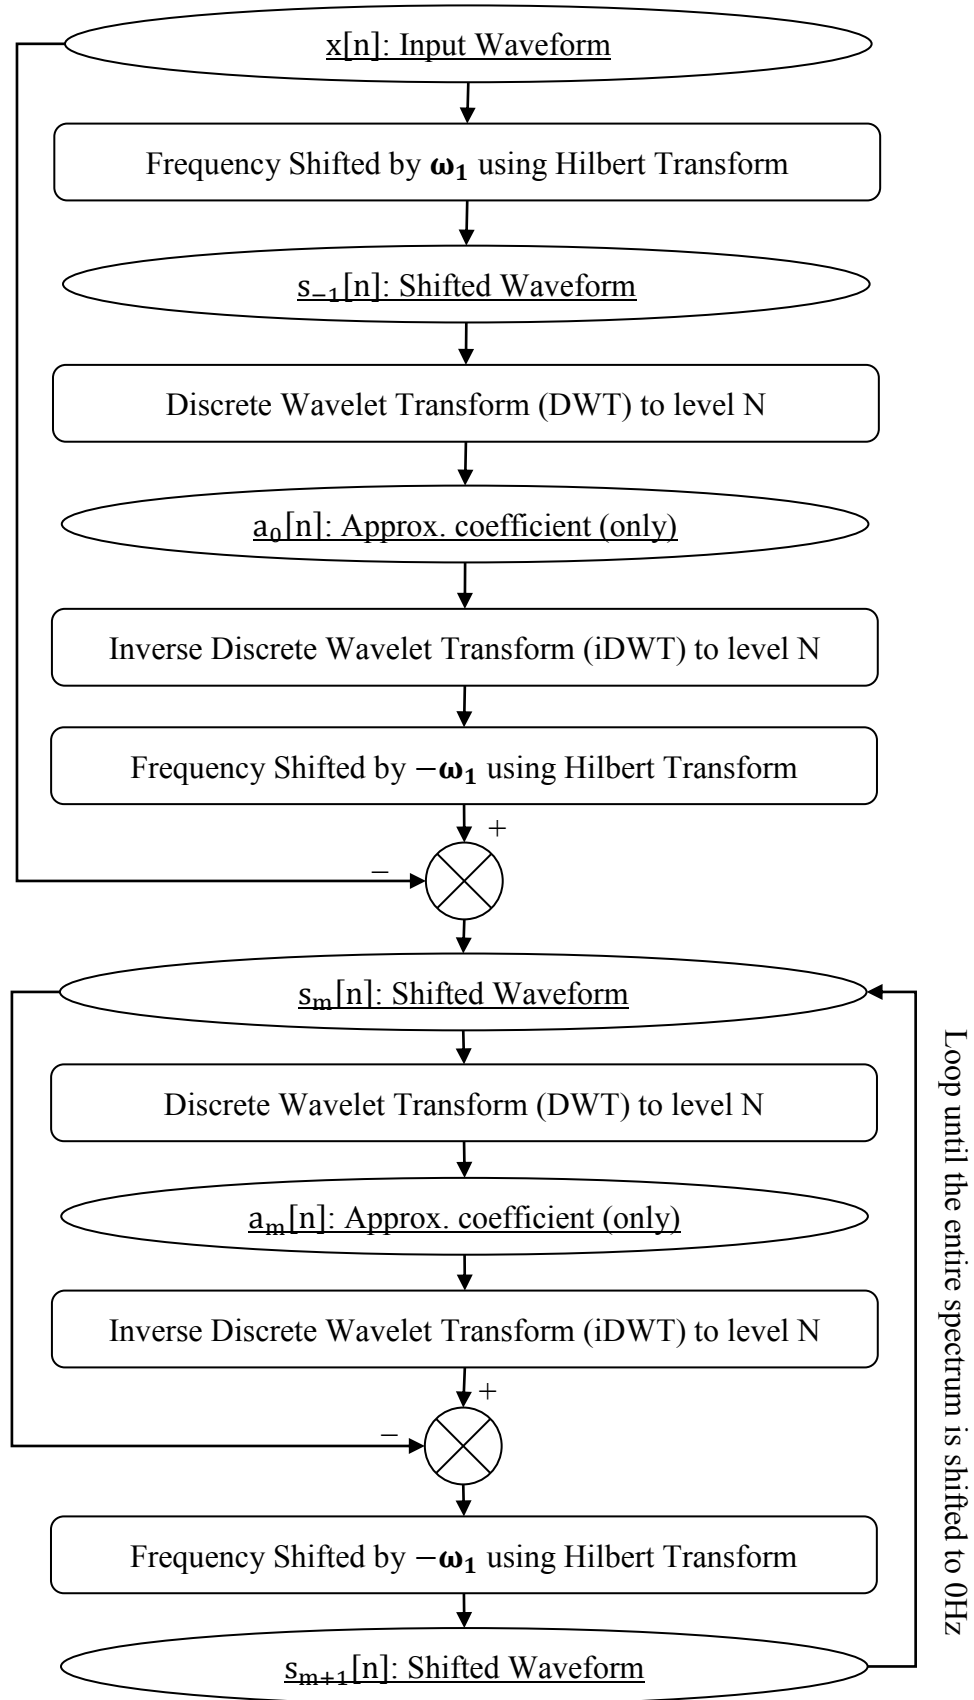 x[n]: Input Waveform
Frequency Shifted by ω₁ using Hilbert Transform
s₋₁[n]: Shifted Waveform
Discrete Wavelet Transform (DWT) to level N
a₀[n]: Approx. coefficient (only)
Inverse Discrete Wavelet Transform (iDWT) to level N
Frequency Shifted by −ω₁ using Hilbert Transform
+
−
sₘ[n]: Shifted Waveform
Discrete Wavelet Transform (DWT) to level N
aₘ[n]: Approx. coefficient (only)
Inverse Discrete Wavelet Transform (iDWT) to level N
+
−
Frequency Shifted by −ω₁ using Hilbert Transform
sₘ₊₁[n]: Shifted Waveform
Loop until the entire spectrum is shifted to 0Hz